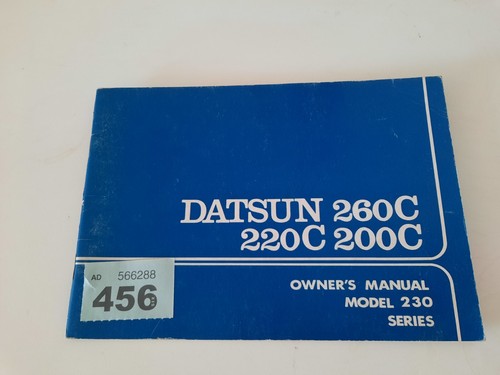 DATSUN 260C
220C 200C
AD 566288
456
OWNER'S MANUAL
MODEL 230
SERIES